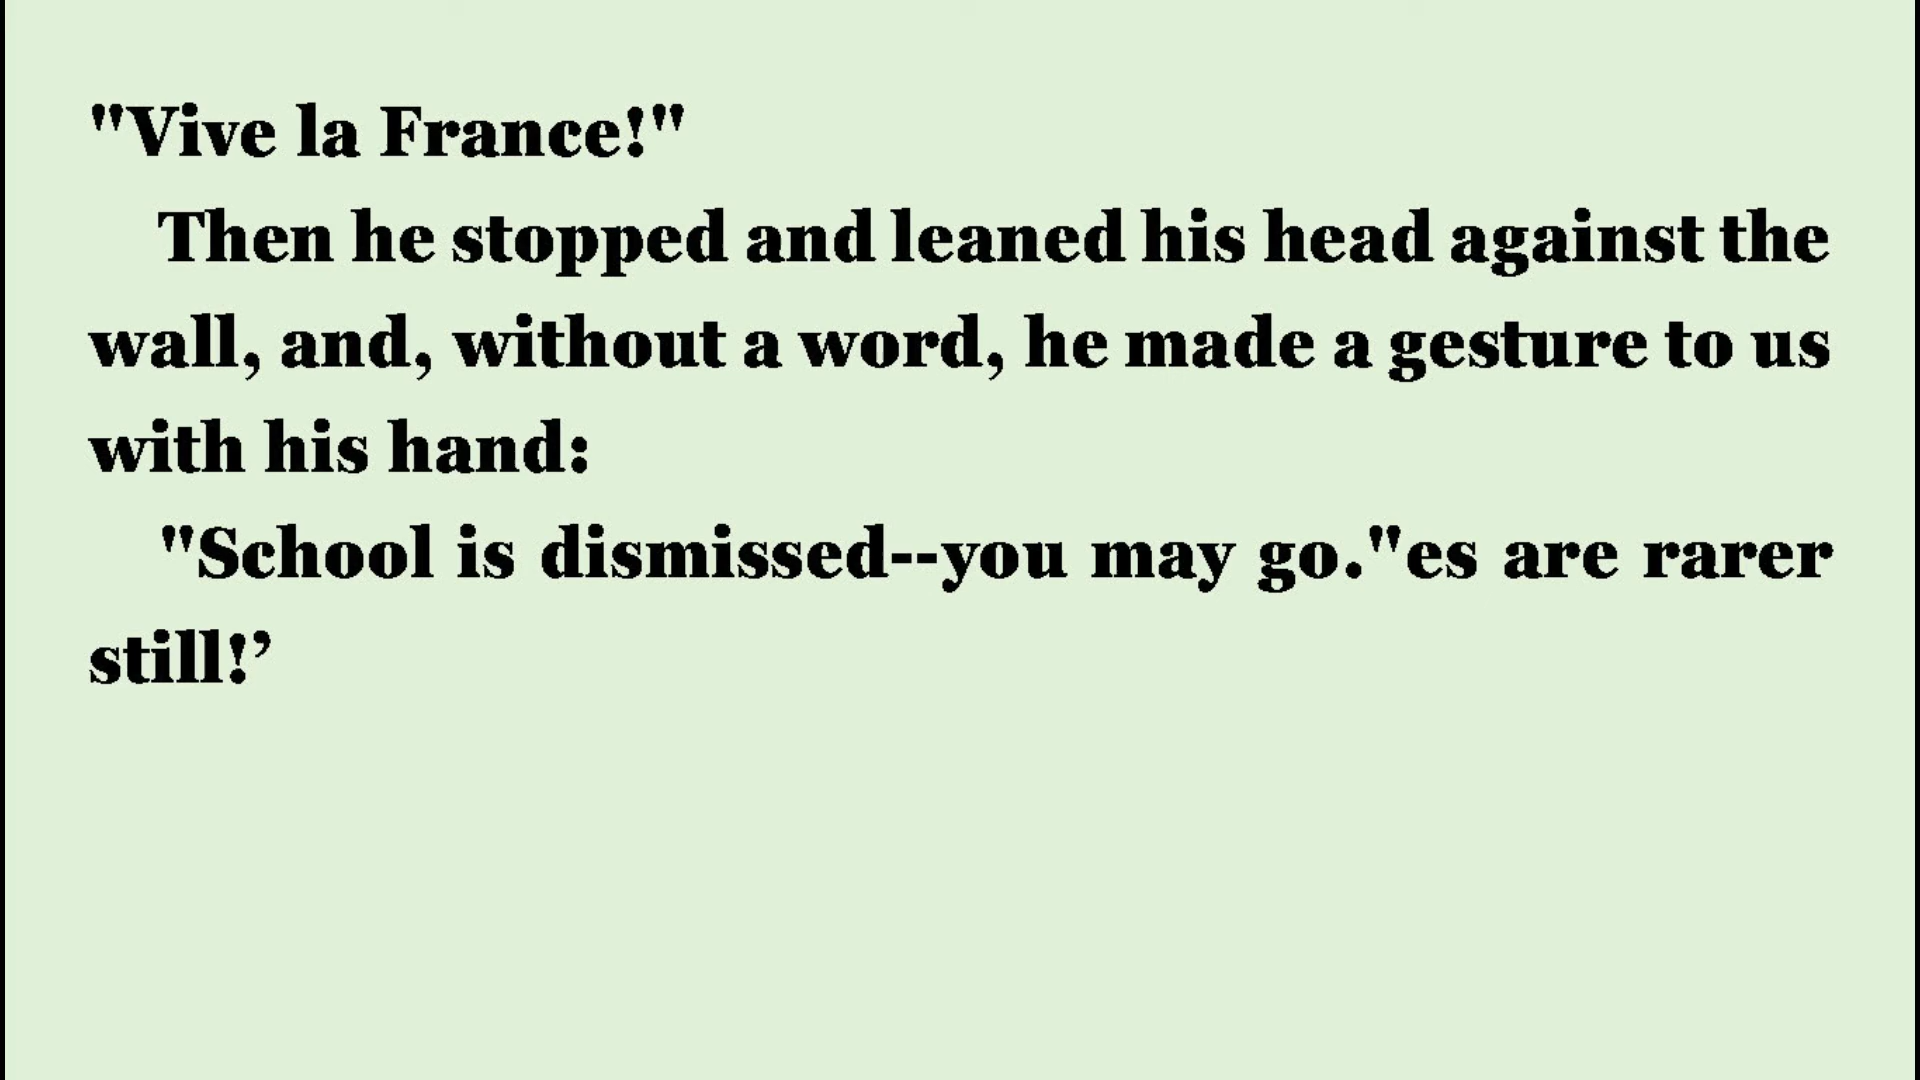 "Vive la France!"
Then he stopped and leaned his head against the
wall, and, without a word, he made a gesture to us
with his hand:
"School is dismissed--you may go."es are rarer
still!’